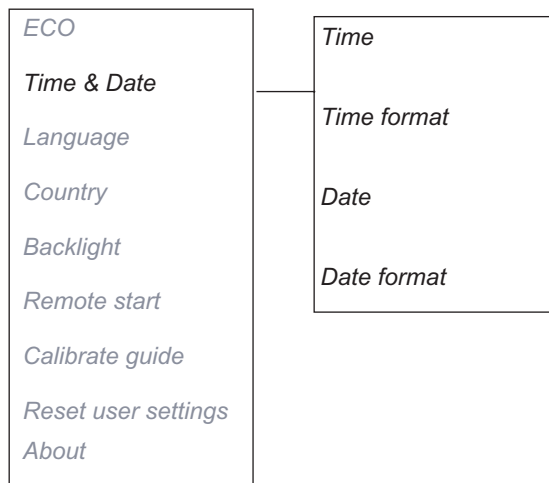 ECO
Time & Date
Language
Country
Backlight
Remote start
Calibrate guide
Reset user settings
About
Time
Time format
Date
Date format